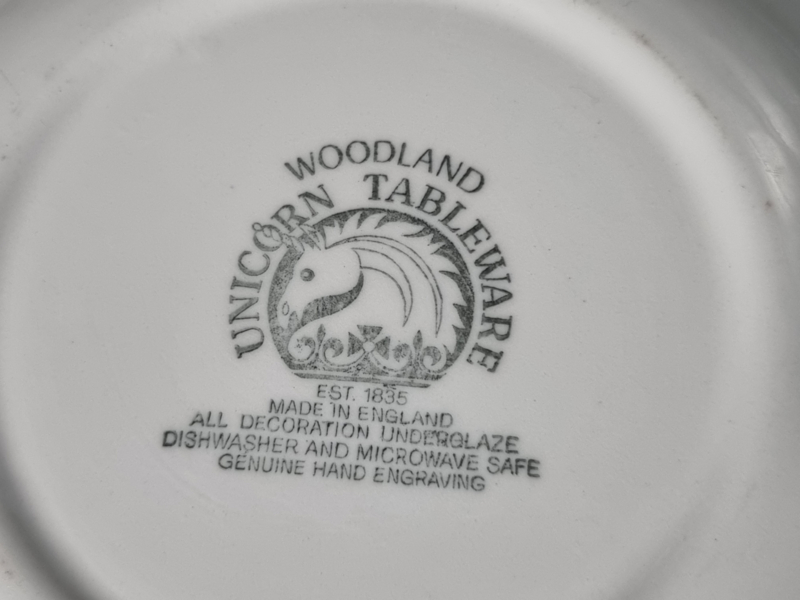 WOODLAND
UNICORN TABLEWARE
EST. 1835
MADE IN ENGLAND
ALL DECORATION UNDERGLAZE
DISHWASHER AND MICROWAVE SAFE
GENUINE HAND ENGRAVING